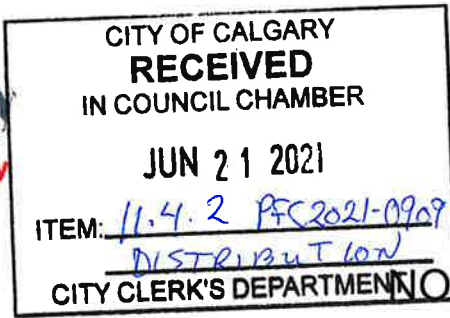 CITY OF CALGARY
RECEIVED
IN COUNCIL CHAMBER
JUN 21 2021
ITEM: 11.4.2 PFC2021-0909
DISTRIBUTION
CITY CLERK'S DEPARTMENT NO